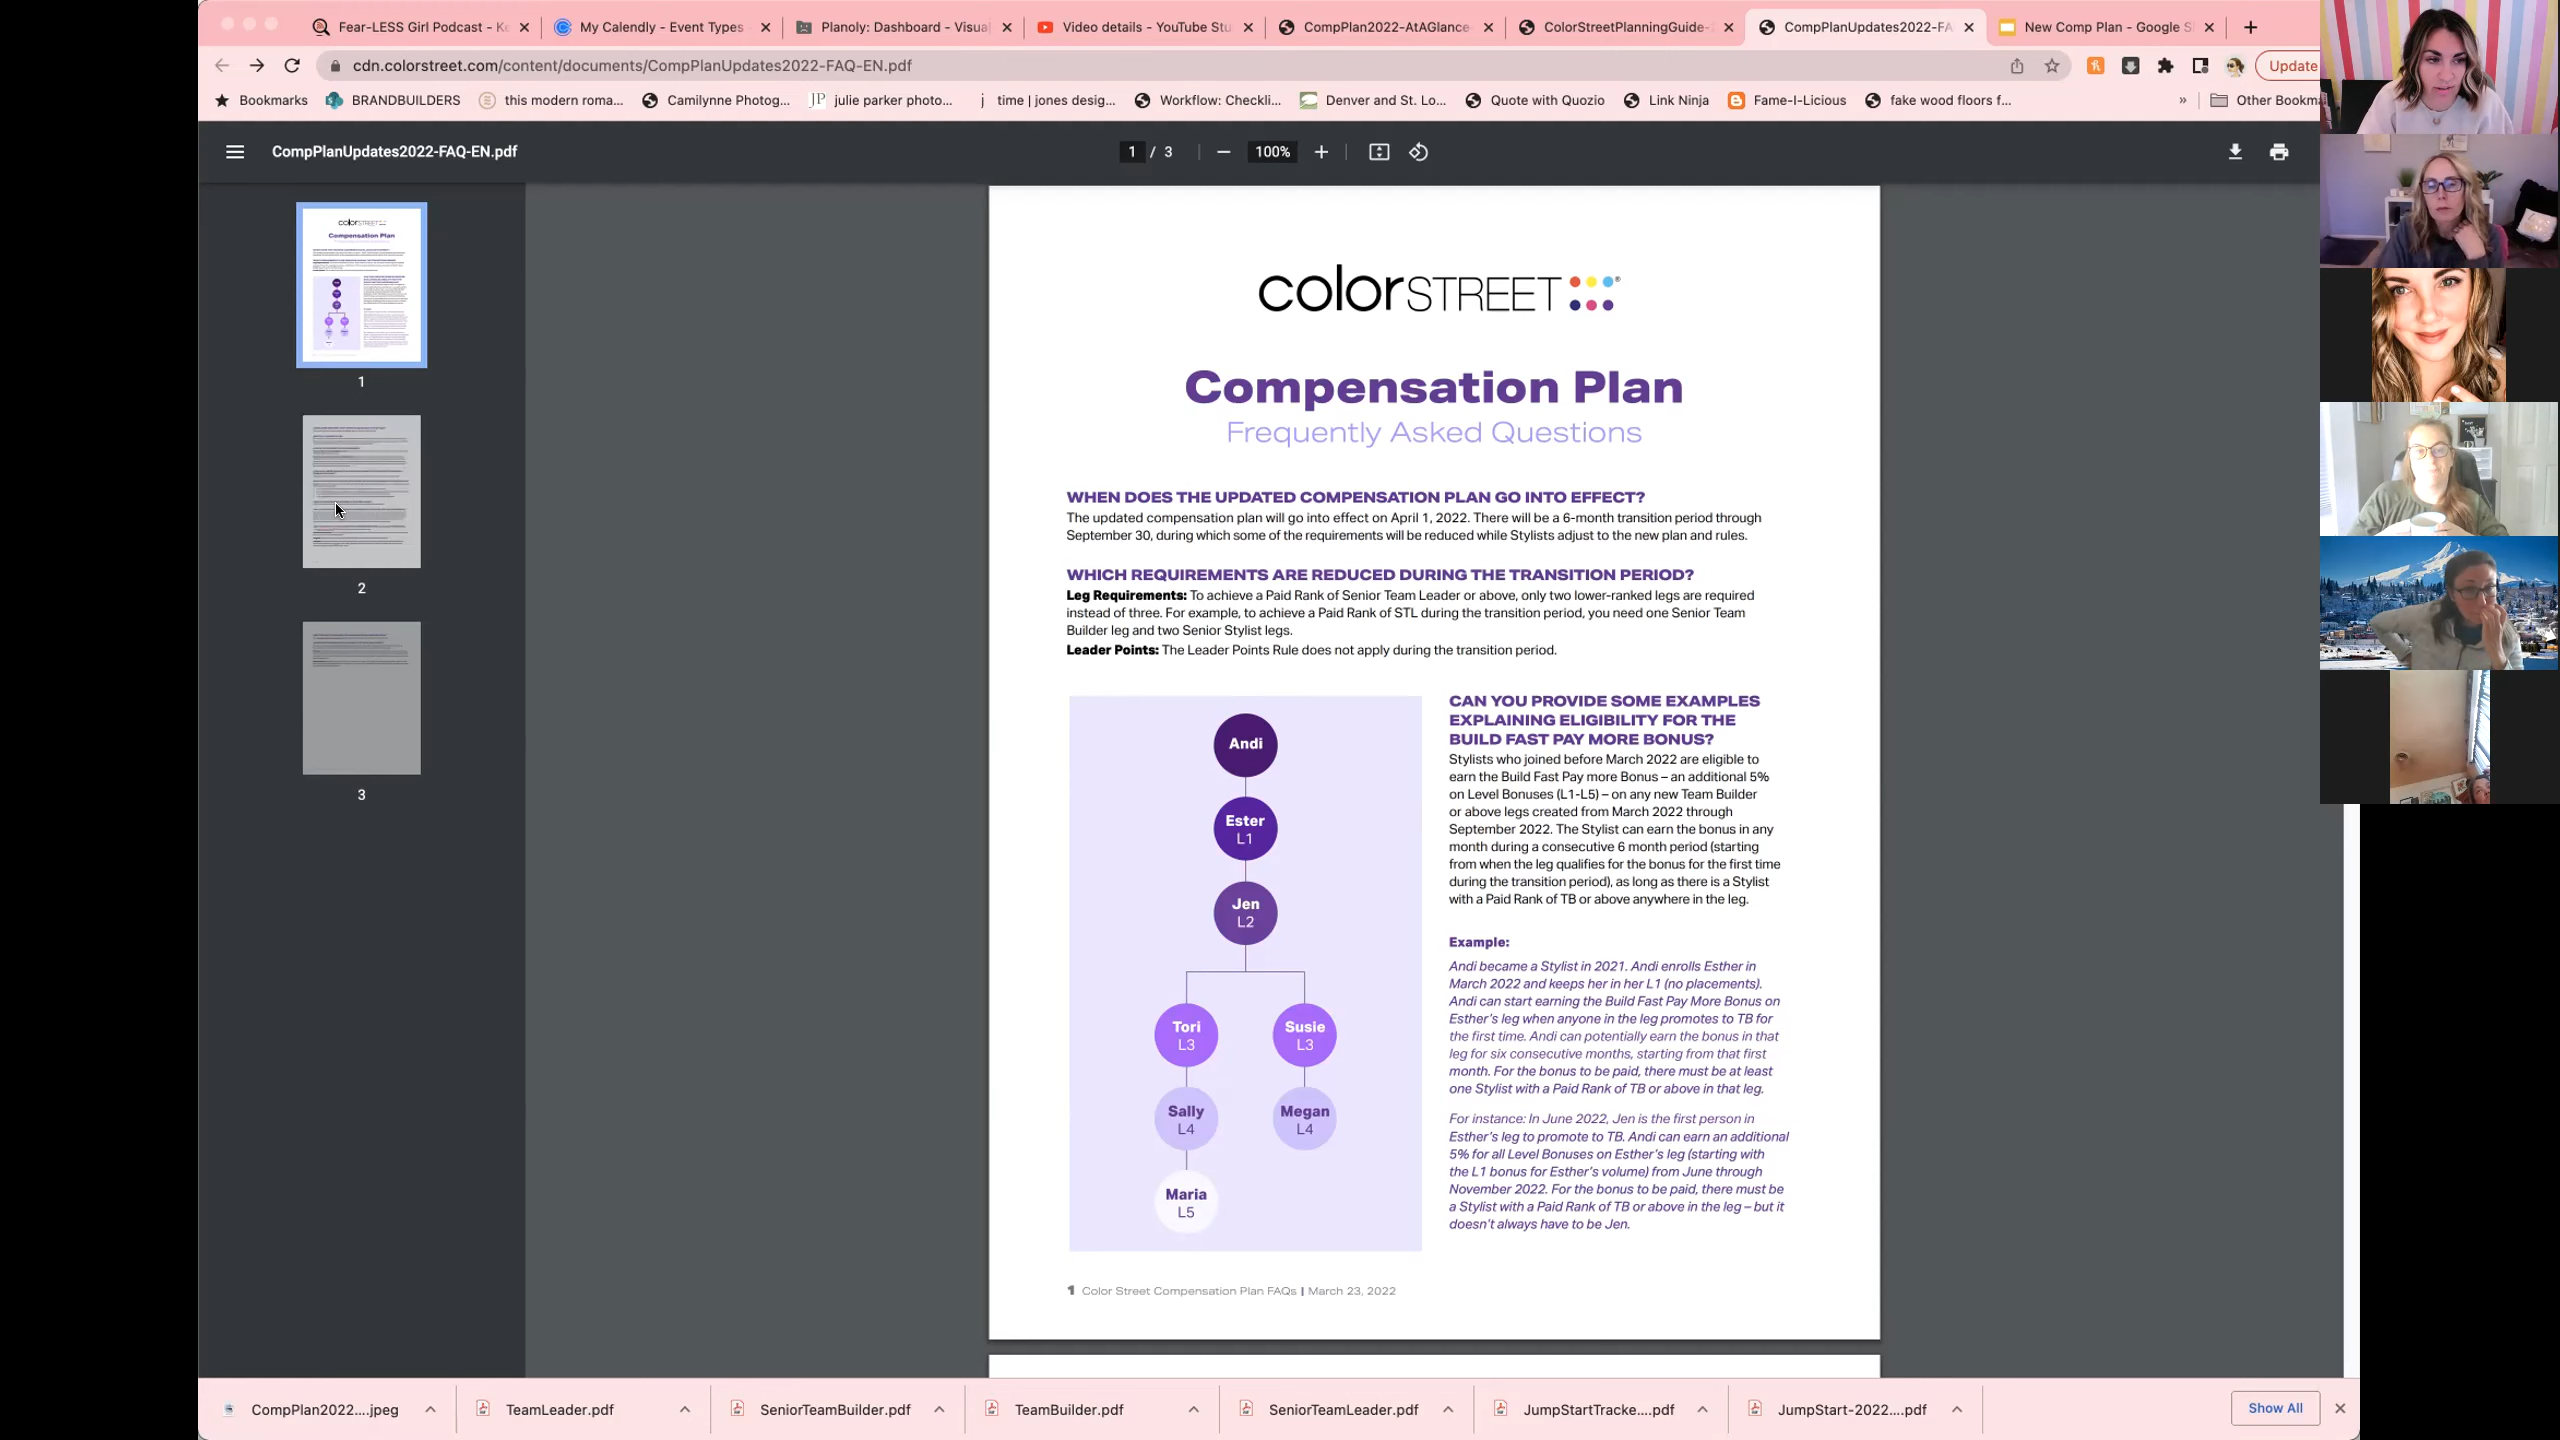 Fear-LESS Girl Podcast - K
My Calendly - Event Types
Planoly: Dashboard - Visua
Video details - YouTube Stu
CompPlan2022-AtAGlance-
ColorStreetPlanningGuide-
CompPlanUpdates2022-FA
New Comp Plan - Google S
cdn.colorstreet.com/content/documents/CompPlanUpdates2022-FAQ-EN.pdf
Update
Bookmarks
BRANDBUILDERS
this modern roma...
Camilynne Photog...
JP julie parker photo...
j time | jones desig...
Workflow: Checkli...
Denver and St. Lo...
Quote with Quozio
Link Ninja
Fame-I-Licious
fake wood floors f...
»
Other Bookma
CompPlanUpdates2022-FAQ-EN.pdf
1 / 3
100%
1
2
3
colorSTREET®
Compensation Plan
Frequently Asked Questions
WHEN DOES THE UPDATED COMPENSATION PLAN GO INTO EFFECT?
The updated compensation plan will go into effect on April 1, 2022. There will be a 6-month transition period through
September 30, during which some of the requirements will be reduced while Stylists adjust to the new plan and rules.
WHICH REQUIREMENTS ARE REDUCED DURING THE TRANSITION PERIOD?
Leg Requirements: To achieve a Paid Rank of Senior Team Leader or above, only two lower-ranked legs are required
instead of three. For example, to achieve a Paid Rank of STL during the transition period, you need one Senior Team
Builder leg and two Senior Stylist legs.
Leader Points: The Leader Points Rule does not apply during the transition period.
Andi
Ester
L1
Jen
L2
Tori
L3
Susie
L3
Sally
L4
Megan
L4
Maria
L5
CAN YOU PROVIDE SOME EXAMPLES
EXPLAINING ELIGIBILITY FOR THE
BUILD FAST PAY MORE BONUS?
Stylists who joined before March 2022 are eligible to
earn the Build Fast Pay more Bonus – an additional 5%
on Level Bonuses (L1-L5) – on any new Team Builder
or above legs created from March 2022 through
September 2022. The Stylist can earn the bonus in any
month during a consecutive 6 month period (starting
from when the leg qualifies for the bonus for the first time
during the transition period), as long as there is a Stylist
with a Paid Rank of TB or above anywhere in the leg.
Example:
Andi became a Stylist in 2021. Andi enrolls Esther in
March 2022 and keeps her in her L1 (no placements).
Andi can start earning the Build Fast Pay More Bonus on
Esther's leg when anyone in the leg promotes to TB for
the first time. Andi can potentially earn the bonus in that
leg for six consecutive months, starting from that first
month. For the bonus to be paid, there must be at least
one Stylist with a Paid Rank of TB or above in that leg.
For instance: In June 2022, Jen is the first person in
Esther's leg to promote to TB. Andi can earn an additional
5% for all Level Bonuses on Esther's leg (starting with
the L1 bonus for Esther's volume) from June through
November 2022. For the bonus to be paid, there must be
a Stylist with a Paid Rank of TB or above in the leg – but it
doesn't always have to be Jen.
1 Color Street Compensation Plan FAQs | March 23, 2022
CompPlan2022....jpeg
TeamLeader.pdf
SeniorTeamBuilder.pdf
TeamBuilder.pdf
SeniorTeamLeader.pdf
JumpStartTracke....pdf
JumpStart-2022....pdf
Show All